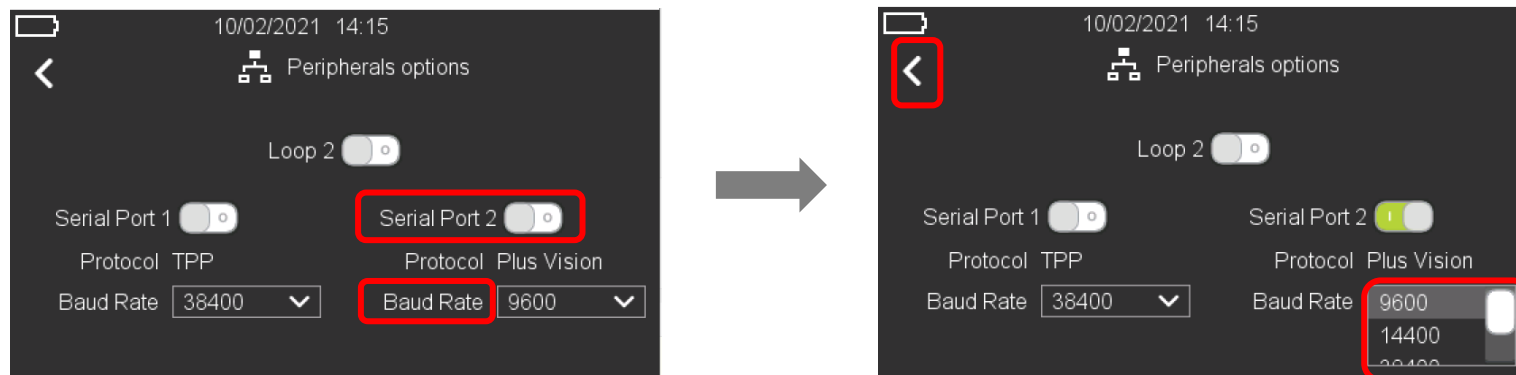 10/02/2021 14:15
Peripherals options
Loop 2
Serial Port 1
Serial Port 2
Protocol TPP
Protocol Plus Vision
Baud Rate 38400
Baud Rate 9600
10/02/2021 14:15
Peripherals options
Loop 2
Serial Port 1
Serial Port 2
Protocol TPP
Protocol Plus Vision
Baud Rate 38400
Baud Rate 9600
14400